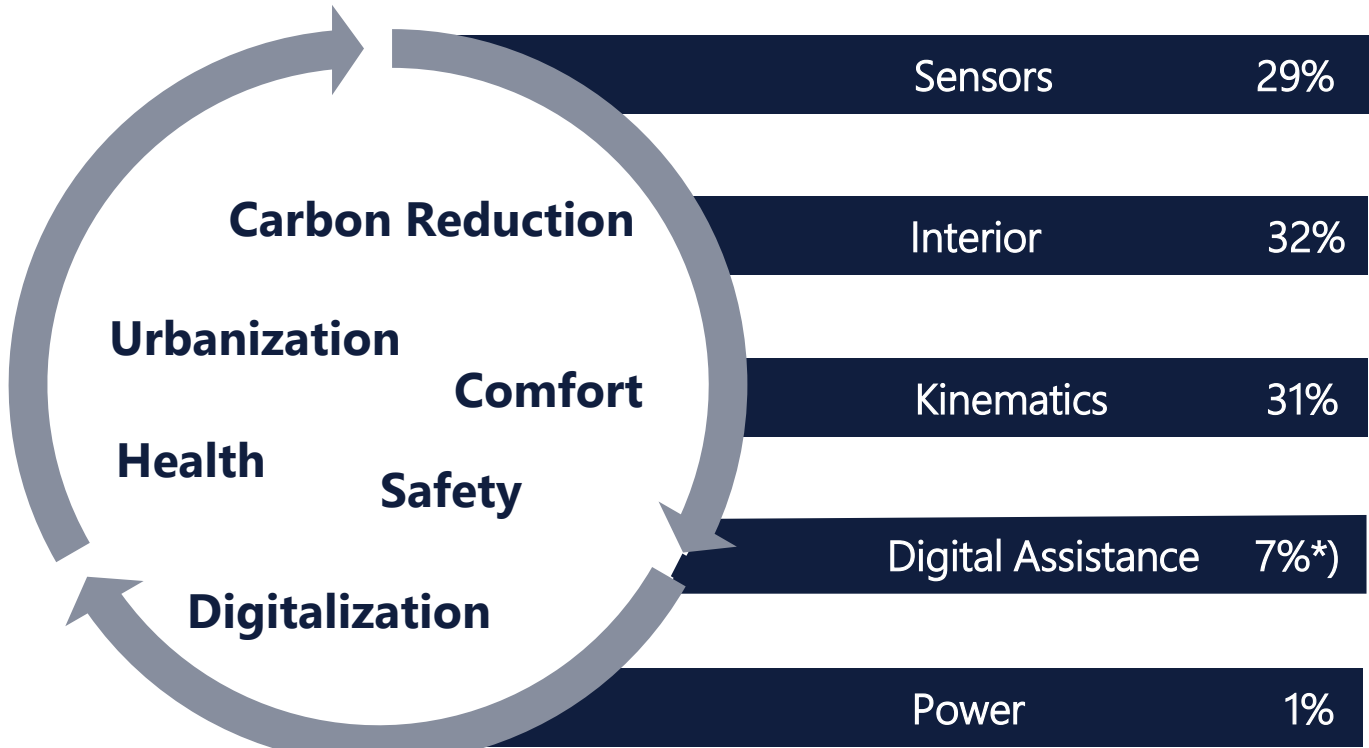 Carbon Reduction
Urbanization
Comfort
Health
Safety
Digitalization
Sensors 29%
Interior 32%
Kinematics 31%
Digital Assistance 7%*)
Power 1%